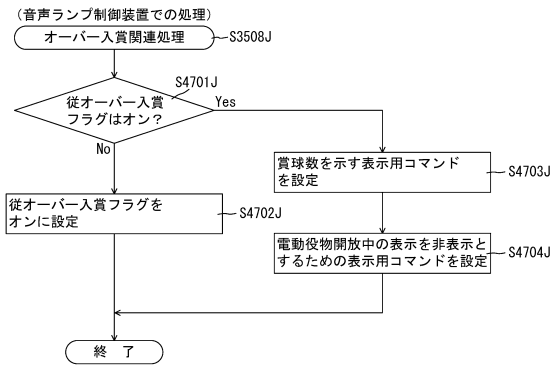 (音声ランプ制御装置での処理)
オーバー入賞関連処理
S3508J
S4701J
従オーバー入賞
フラグはオン?
Yes
No
賞球数を示す表示用コマンド
を設定
S4703J
従オーバー入賞フラグを
オンに設定
S4702J
電動役物開放中の表示を非表示と
するための表示用コマンドを設定
S4704J
終 了